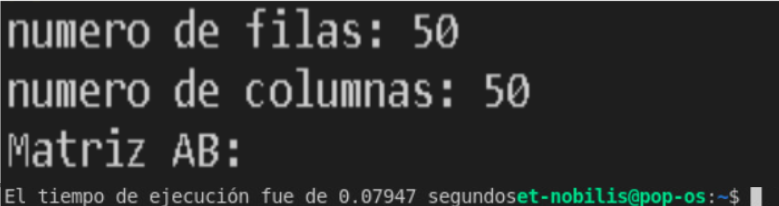 numero de filas: 50
numero de columnas: 50
Matriz AB:
El tiempo de ejecución fue de 0.07947 segundoset-nobilis@pop-os:~$